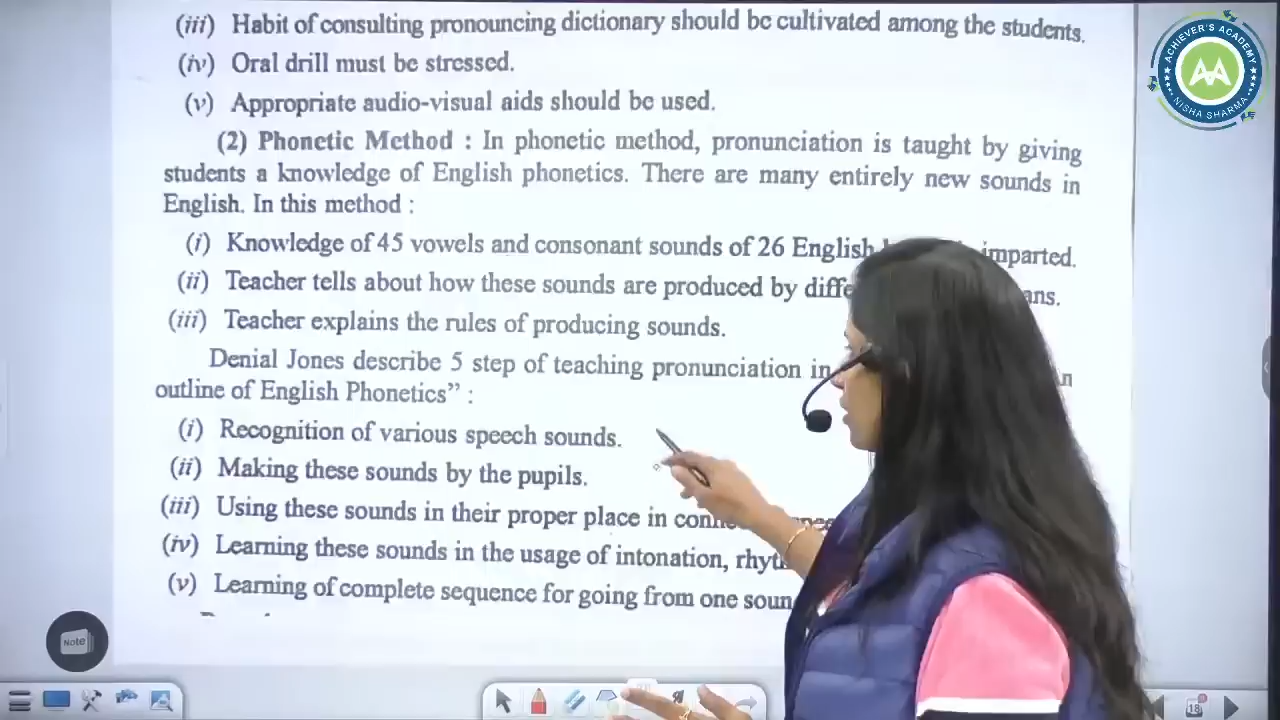 (iii) Habit of consulting pronouncing dictionary should be cultivated among the students.
(iv) Oral drill must be stressed.
(v) Appropriate audio-visual aids should be used.
(2) Phonetic Method : In phonetic method, pronunciation is taught by giving
students a knowledge of English phonetics. There are many entirely new sounds in
English. In this method :
(i) Knowledge of 45 vowels and consonant sounds of 26 English imparted.
(ii) Teacher tells about how these sounds are produced by
(iii) Teacher explains the rules of producing sounds.
Denial Jones describe 5 step of teaching pronunciation in
outline of English Phonetics" :
(i) Recognition of various speech sounds.
(ii) Making these sounds by the pupils.
(iii) Using these sounds in their proper place in
(iv) Learning these sounds in the usage of intonation,
(v) Learning of complete sequence for going from one
ACHIEVER'S ACADEMY
NISHA SHARMA
Note
18